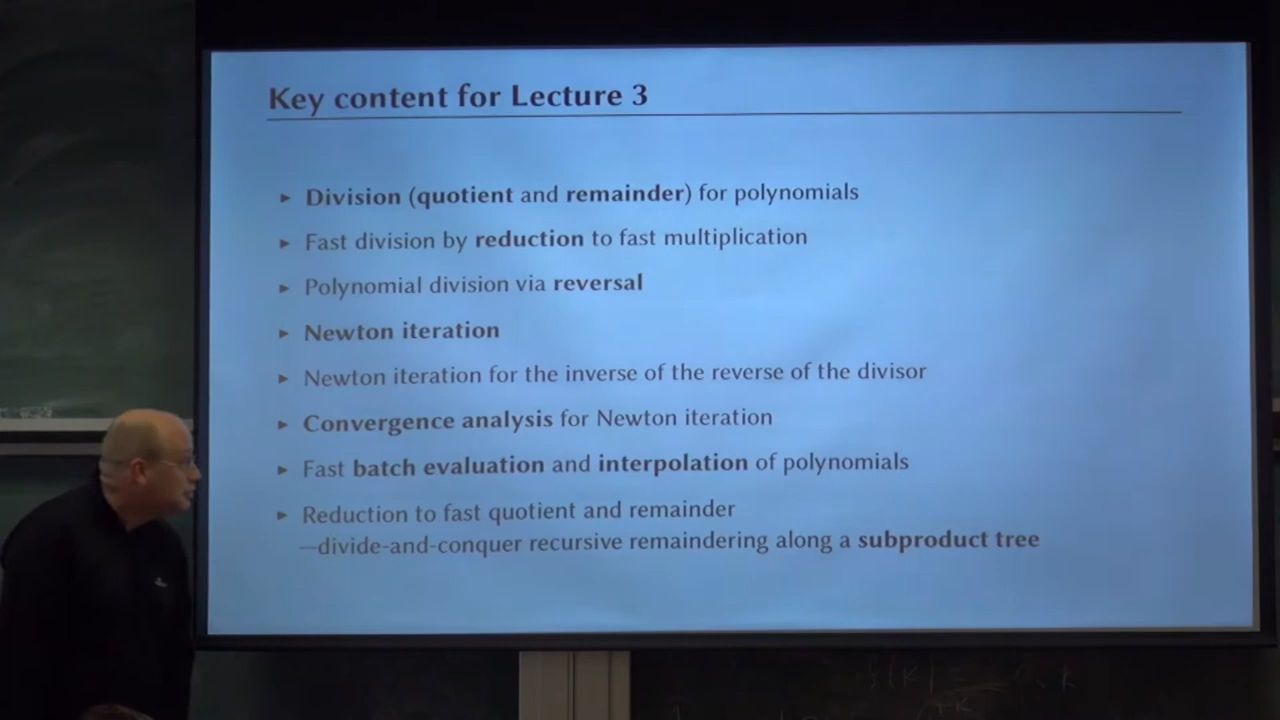 Key content for Lecture 3
► Division (quotient and remainder) for polynomials
► Fast division by reduction to fast multiplication
► Polynomial division via reversal
► Newton iteration
► Newton iteration for the inverse of the reverse of the divisor
► Convergence analysis for Newton iteration
► Fast batch evaluation and interpolation of polynomials
► Reduction to fast quotient and remainder
—divide-and-conquer recursive remaindering along a subproduct tree